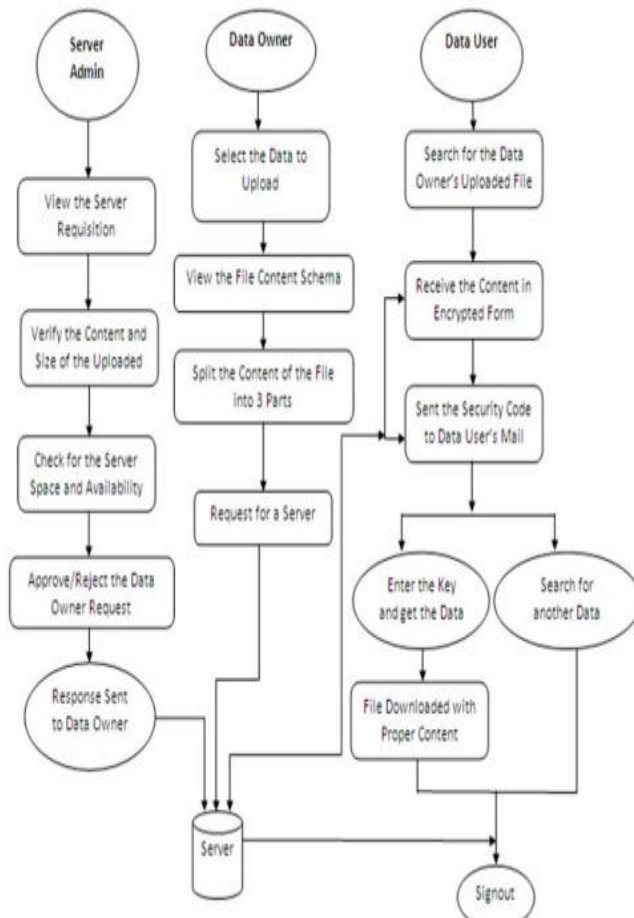 Server
Admin
View the Server
Requisition
Verify the Content and
Size of the Uploaded
Check for the Server
Space and Availability
Approve/Reject the Data
Owner Request
Response Sent
to Data Owner
Data Owner
Select the Data to
Upload
View the File Content Schema
Split the Content of the File
into 3 Parts
Request for a Server
Server
Data User
Search for the Data
Owner's Uploaded File
Receive the Content in
Encrypted Form
Sent the Security Code
to Data User's Mail
Enter the Key
and get the Data
Search for
another Data
File Downloaded with
Proper Content
Signout